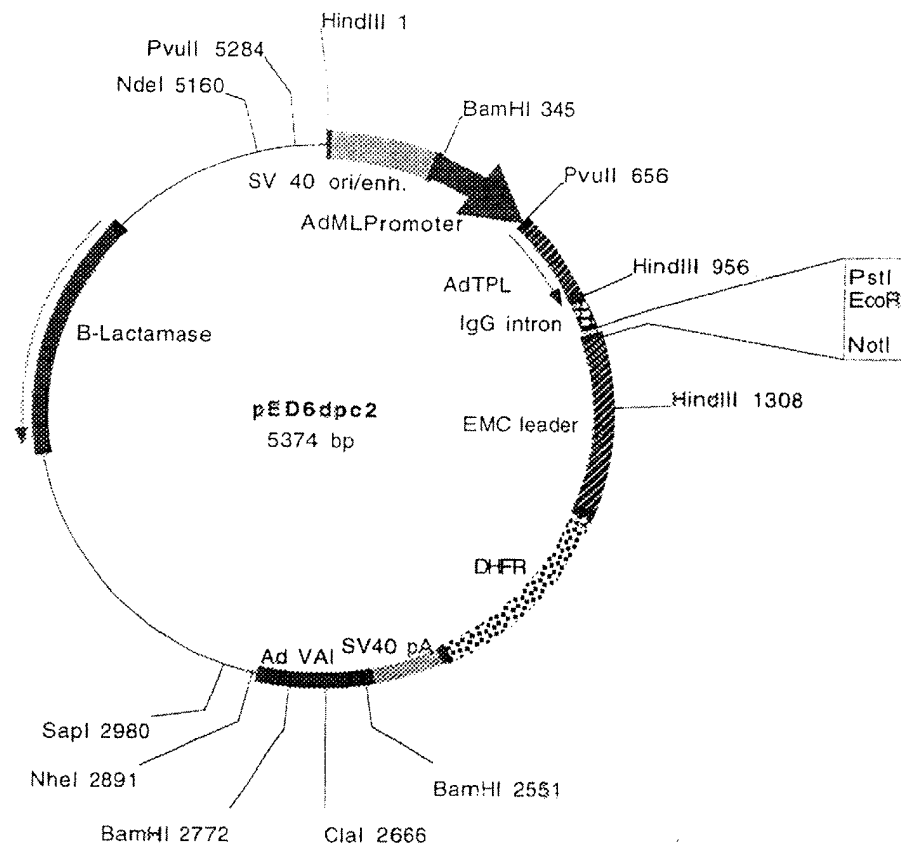 HindIII 1
PvuII 5284
NdeI 5160
BamHI 345
SV 40 ori/enh.
PvuII 656
AdMLPromoter
HindIII 956
AdTPL
PstI
EcoR
IgG intron
NotI
B-Lactamase
HindIII 1308
pED6dpc2
EMC leader
5374 bp
DHFR
SV40 pA
Ad VAI
SapI 2980
NheI 2891
BamHI 2551
BamHI 2772
ClaI 2666